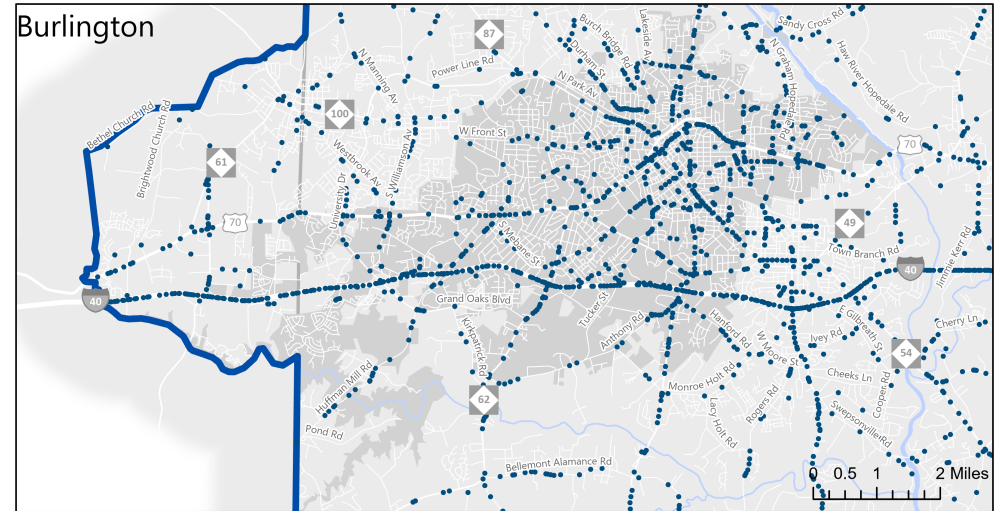 Burlington
87
Burch Bridge Rd
Lakeside Av
Sandy Cross Rd
Durham St
N Manning Av
Power Line Rd
N Park Av
N Graham Hopedale Rd
Haw River Hopedale Rd
100
Bethel Church Rd
Brightwood Church Rd
W Front St
61
Westbrook Av
S Williamson Av
70
University Dr
70
S Mebane St
49
Town Branch Rd
40
Jimmie Kerr Rd
40
Grand Oaks Blvd
Tucker St
Anthony Rd
Kirkpatrick Rd
Hanford Rd
W Moore St
Ivey Rd
E Gilbreath St
Cherry Ln
54
Huffman Mill Rd
Monroe Holt Rd
Cheeks Ln
Cooper Rd
62
Rogers Rd
Lacy Holt Rd
Swepsonville Rd
Pond Rd
Bellemont Alamance Rd
0 0.5 1 2 Miles